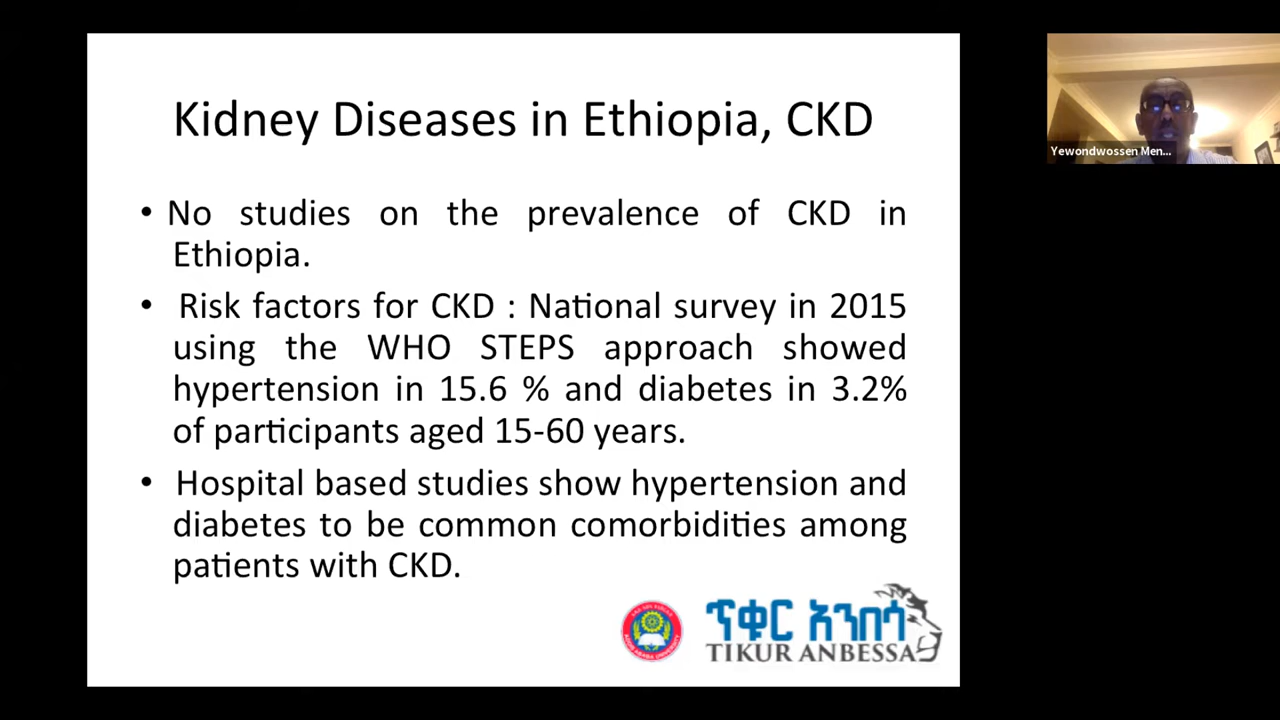 Kidney Diseases in Ethiopia, CKD
• No studies on the prevalence of CKD in
Ethiopia.
• Risk factors for CKD : National survey in 2015
using the WHO STEPS approach showed
hypertension in 15.6 % and diabetes in 3.2%
of participants aged 15-60 years.
• Hospital based studies show hypertension and
diabetes to be common comorbidities among
patients with CKD.
ADDIS ABABA UNIVERSITY
ጥቁር አንበሳ
TIKUR ANBESSA
Yewondwossen Men...